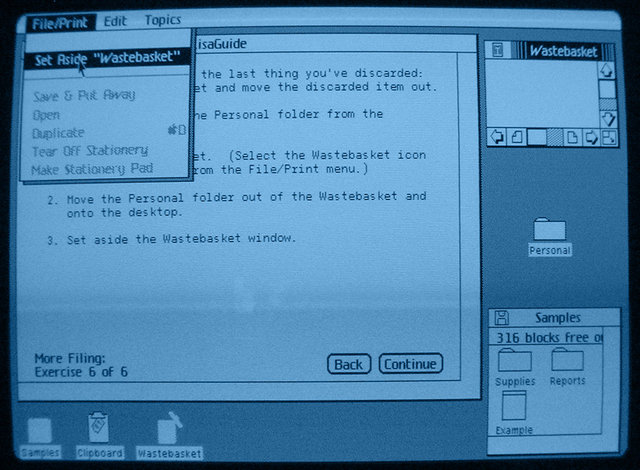 File/Print Edit Topics
Set Aside "Wastebasket"
Save & Put Away
Open
Duplicate D
Tear Off Stationery
Make Stationery Pad
isaGuide
the last thing you've discarded:
et and move the discarded item out.
he Personal folder from the
et. (Select the Wastebasket icon
rom the File/Print menu.)
2. Move the Personal folder out of the Wastebasket and
onto the desktop.
3. Set aside the Wastebasket window.
More Filing:
Exercise 6 of 6
Back Continue
Wastebasket
Personal
Samples
316 blocks free o
Supplies Reports
Example
Samples Clipboard Wastebasket